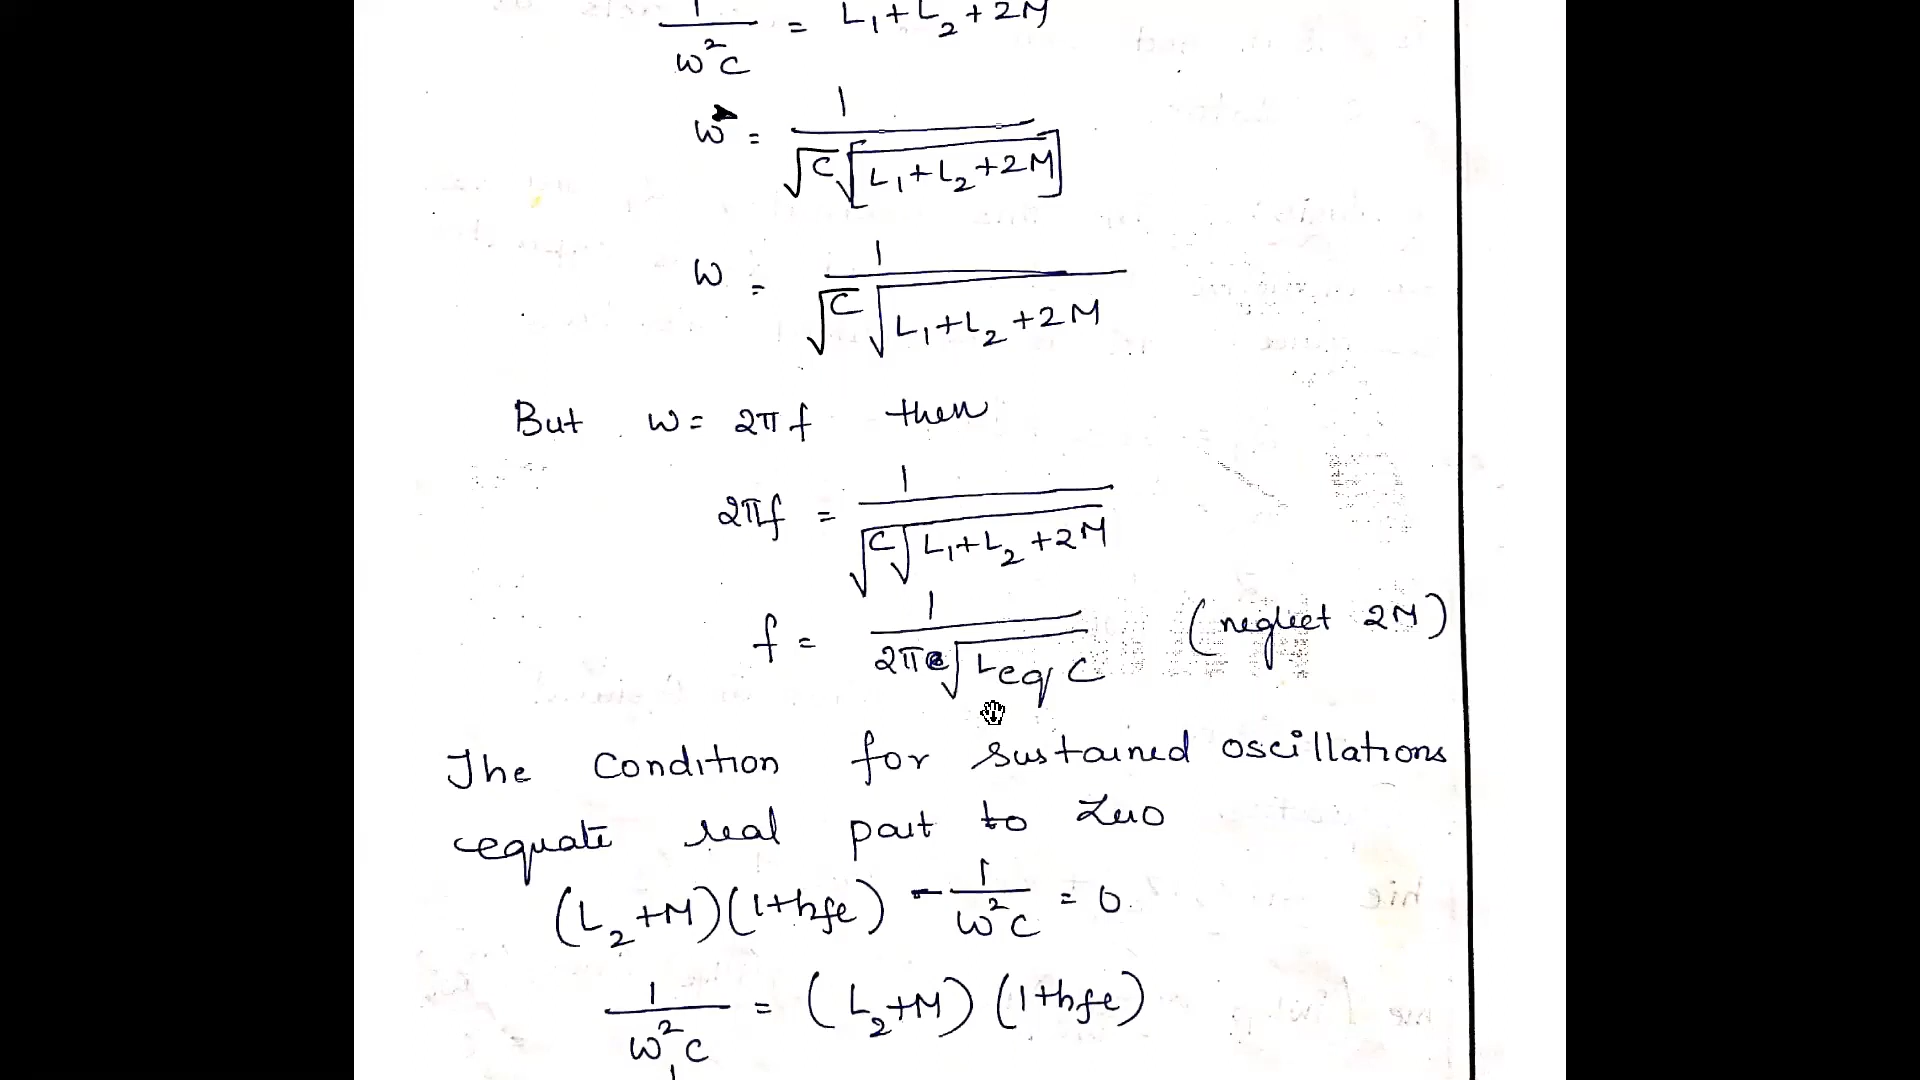 1/ω²C = L₁+L₂+2M
ω = 1/√C √[L₁+L₂+2M]
ω = 1/√C √L₁+L₂+2M
But ω = 2πf then
2πf = 1/√C √L₁+L₂+2M
f = 1/2π√Leq C (neglect 2M)
The Condition for sustained oscillations
equate real part to Zero
(L₂+M)(1+hfe) - 1/ω²C = 0
1/ω²C = (L₂+M) (1+hfe)